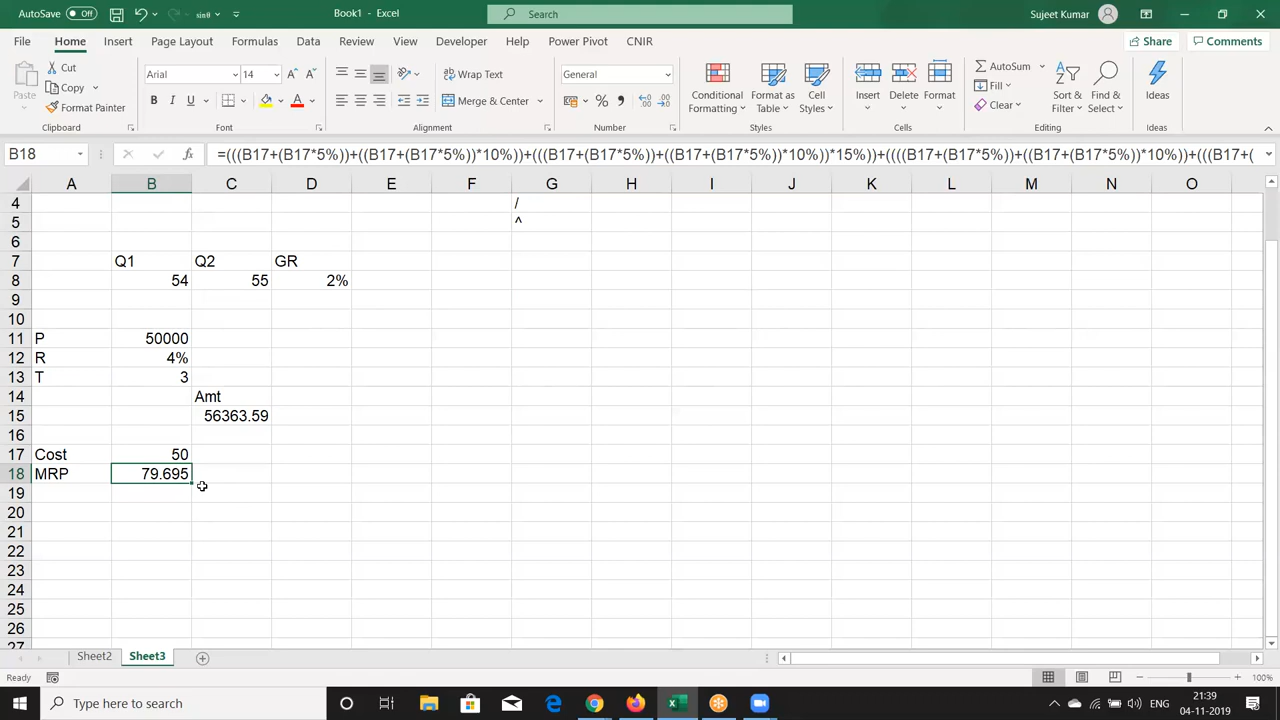 AutoSave Off sinθ Book1 - Excel Search Sujeet Kumar
File Home Insert Page Layout Formulas Data Review View Developer Help Power Pivot CNIR Share Comments
Paste Cut Copy Format Painter Clipboard
Arial 14 A A B I U A Font
Wrap Text Merge & Center Alignment
General % Number
Conditional Formatting Format as Table Cell Styles Styles
Insert Delete Format Cells
AutoSum Fill Clear Sort & Filter Find & Select Editing
Ideas Ideas
B18 fx =(((B17+(B17*5%))+((B17+(B17*5%))*10%))+(((B17+(B17*5%))+((B17+(B17*5%))*10%))*15%))+((((B17+(B17*5%))+((B17+(B17*5%))*10%))+(((B17+(
A B C D E F G H I J K L M N O
4 /
5 ^
6
7 Q1 Q2 GR
8 54 55 2%
9
10
11 P 50000
12 R 4%
13 T 3
14 Amt
15 56363.59
16
17 Cost 50
18 MRP 79.695
19
20
21
22
23
24
25
26
27
Sheet2 Sheet3
Ready 100%
Type here to search 21:39
ENG
04-11-2019